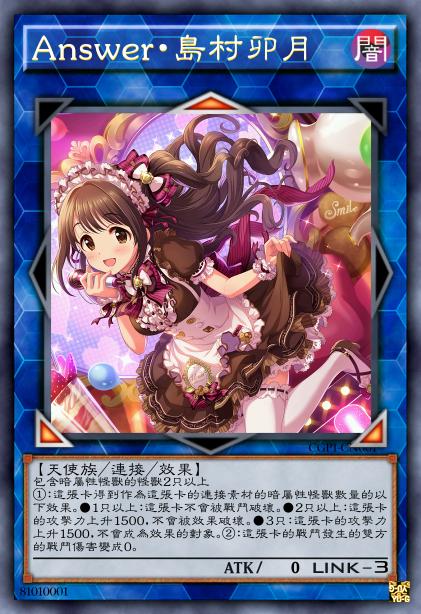 Answer・島村卯月
闇
Smile
CGP1-CN001
【天使族／連接／效果】
包含暗屬性怪獸的怪獸2只以上
①：這張卡得到作為這張卡的連接素材的暗屬性怪獸數量的以
下效果。●1只以上：這張卡不會被戰鬥破壞。●2只以上：這張卡
的攻擊力上升1500，不會被效果破壞。●3只：這張卡的攻擊力
上升1500，不會成為效果的對象。②：這張卡的戰鬥發生的雙方
的戰鬥傷害變成0。
ATK/ 0 LINK-3
81010001